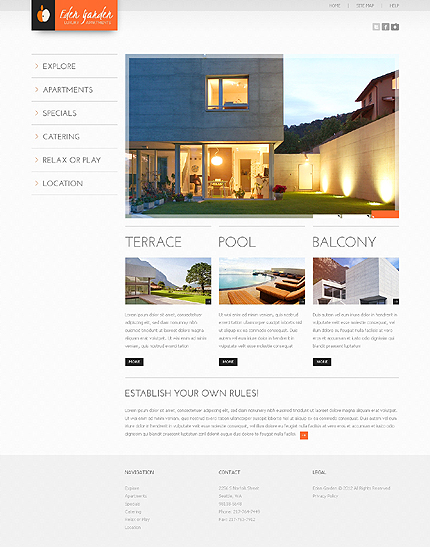 HOME | SITE MAP | HELP
Eden Garden
LUXURY APARTMENTS
EXPLORE
APARTMENTS
SPECIALS
CATERING
RELAX OR PLAY
LOCATION
TERRACE
POOL
BALCONY
Lorem ipsum dolor sit amet, consectetuer
adipiscing elit, sed diam nonummy nibh
euismod tincidunt ut laoreet dolore magna
aliquam erat volutpat. Ut wisi enim ad minim
veniam, quis nostrud exerci tation
Ut wisi enim ad minim veniam, quis nostrud
exerci tation ullamcorper suscipit lobortis nisl
ut aliquip ex ea commodo consequat. Duis
autem vel eum iriure dolor in hendrerit
vulputate velit esse molestie consequat
Duis autem vel eum iriure dolor in hendrerit in
vulputate velit esse molestie consequat, vel
illum dolore eu feugiat nulla facilisis at vero
et accumsan et iusto odio dignissim qui
blandit praesent luptatum
MORE
MORE
MORE
ESTABLISH YOUR OWN RULES!
Lorem ipsum dolor sit amet, consectetuer adipiscing elit, sed diam nonummy nibh euismod tincidunt ut laoreet dolore magna aliquam erat
volutpat. Ut wisi enim ad minim veniam, quis nostrud exerci tation ullamcorper suscipit lobortis nisl ut aliquip ex ea commodo consequat. Duis autem vel eum
iriure dolor in hendrerit in vulputate velit esse molestie consequat, vel illum dolore eu feugiat nulla facilisis at vero eros et accumsan et iusto odio
dignissim qui blandit praesent luptatum zzril delenit augue duis dolore te feugait nulla facilisi.
NAVIGATION
CONTACT
LEGAL
Explore
Apartments
Specials
Catering
Relax or Play
Location
Seattle, WA
98136-1698
Phone: 217-764-7499
Fax: 217-763-7412
Eden Garden © 2012 All Rights Reserved
Privacy Policy